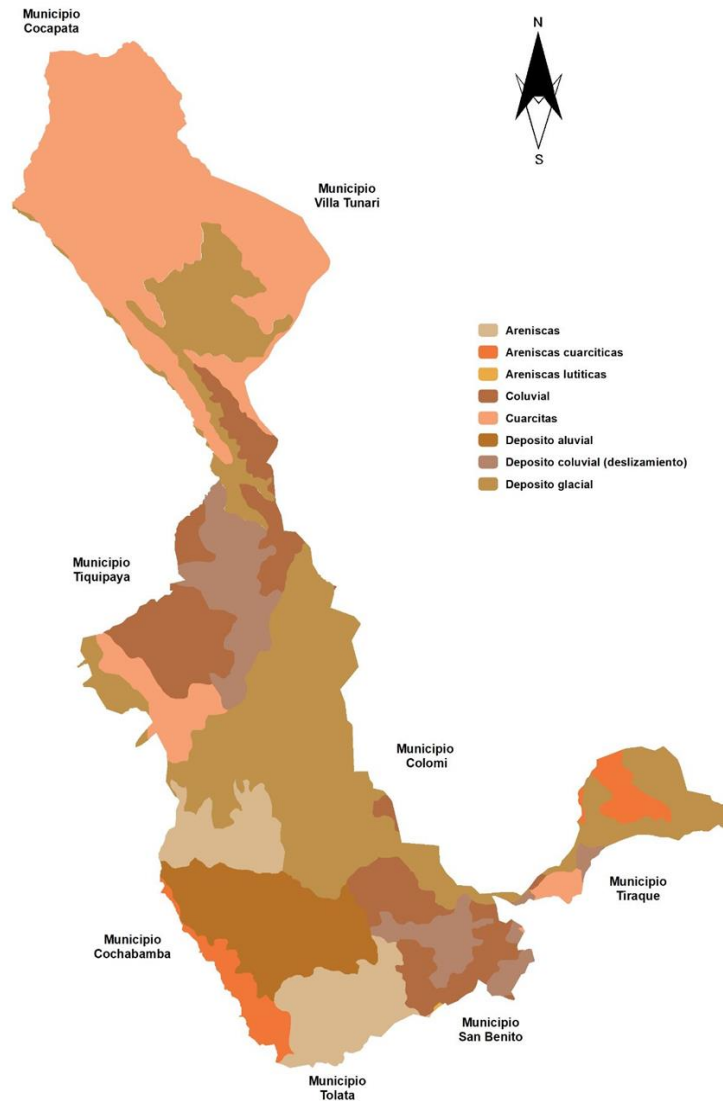 Municipio
Cocapata
N
S
Municipio
Villa Tunari
Areniscas
Areniscas cuarciticas
Areniscas lutiticas
Coluvial
Cuarcitas
Deposito aluvial
Deposito coluvial (deslizamiento)
Deposito glacial
Municipio
Tiquipaya
Municipio
Colomi
Municipio
Tiraque
Municipio
Cochabamba
Municipio
San Benito
Municipio
Tolata